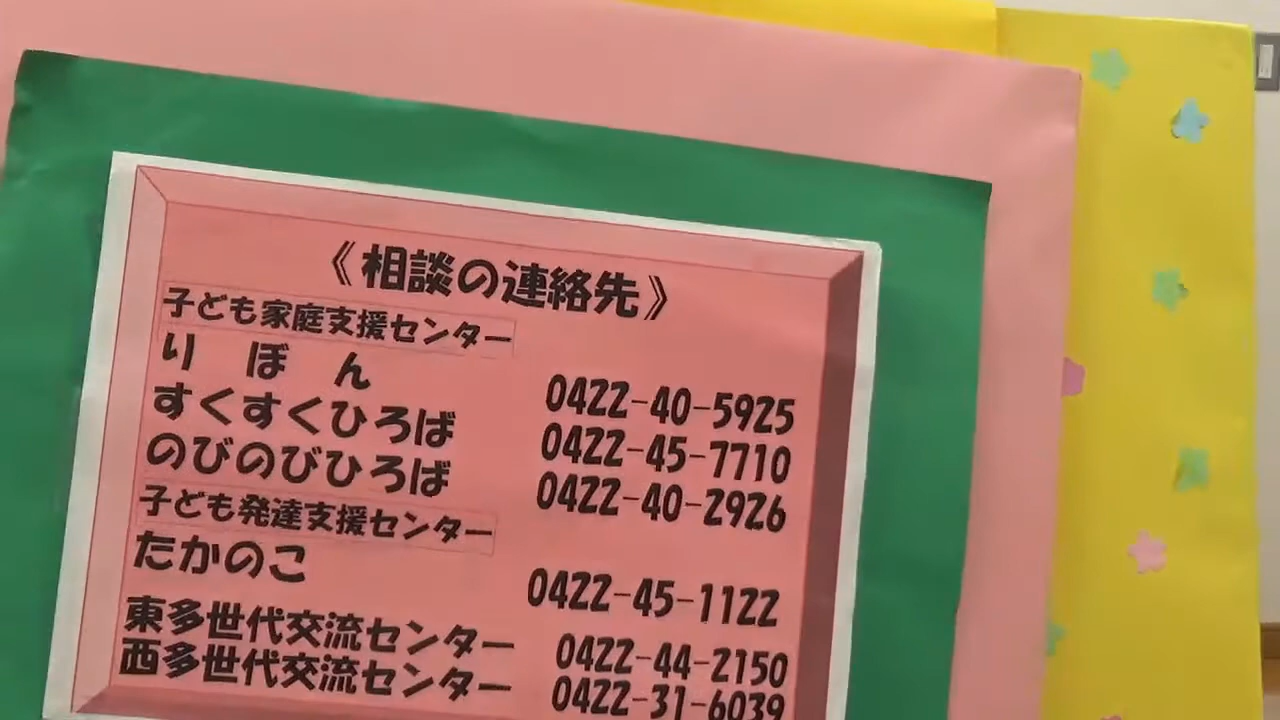 《相談の連絡先》
子ども家庭支援センター
りぼん 0422-40-5925
すくすくひろば 0422-45-7710
のびのびひろば 0422-40-2926
子ども発達支援センター
たかのこ 0422-45-1122
東多世代交流センター 0422-44-2150
西多世代交流センター 0422-31-6039